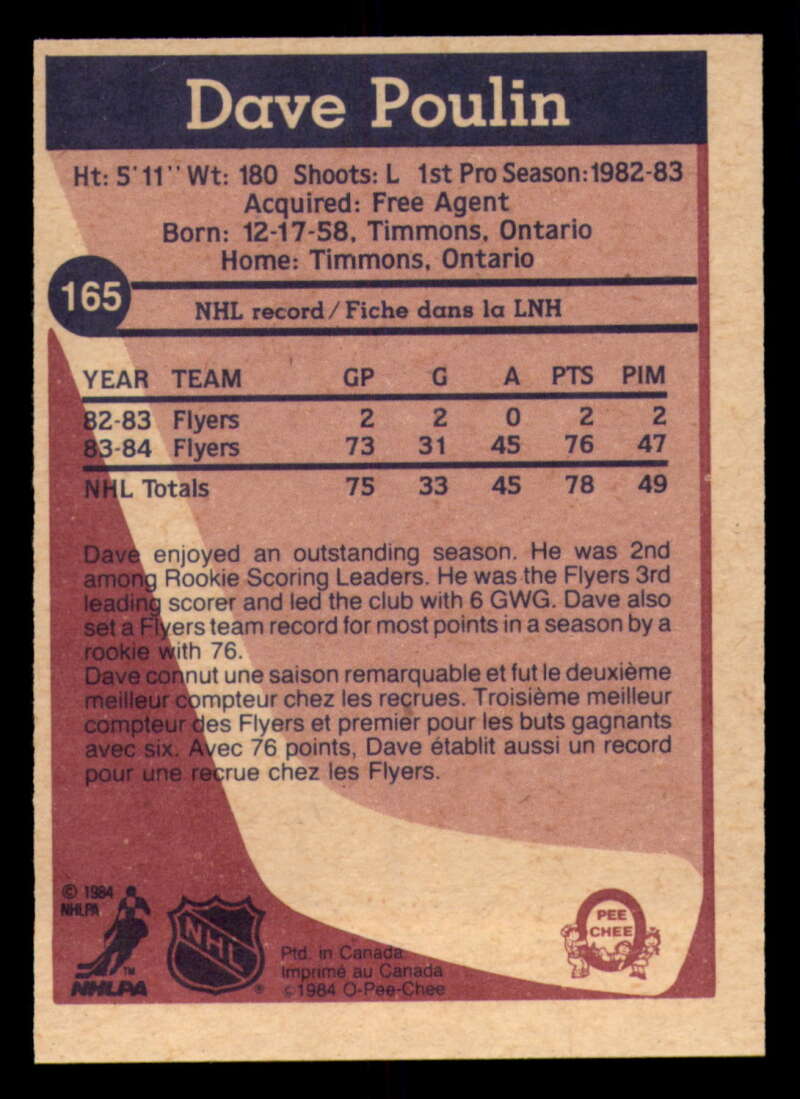 Dave Poulin
Ht: 5'11" Wt: 180 Shoots: L 1st Pro Season:1982-83
Acquired: Free Agent
Born: 12-17-58, Timmons, Ontario
Home: Timmons, Ontario
165
NHL record/Fiche dans la LNH
YEAR TEAM GP G A PTS PIM
82-83 Flyers 2 2 0 2 2
83-84 Flyers 73 31 45 76 47
NHL Totals 75 33 45 78 49
Dave enjoyed an outstanding season. He was 2nd
among Rookie Scoring Leaders. He was the Flyers 3rd
leading scorer and led the club with 6 GWG. Dave also
set a Flyers team record for most points in a season by a
rookie with 76.
Dave connut une saison remarquable et fut le deuxième
meilleur compteur chez les recrues. Troisième meilleur
compteur des Flyers et premier pour les buts gagnants
avec six. Avec 76 points, Dave établit aussi un record
pour une recrue chez les Flyers.
© 1984
NHLPA
TM
NHLPA
NHL
®
Ptd. in Canada
Imprimé au Canada
©1984 O-Pee-Chee
PEE
CHEE